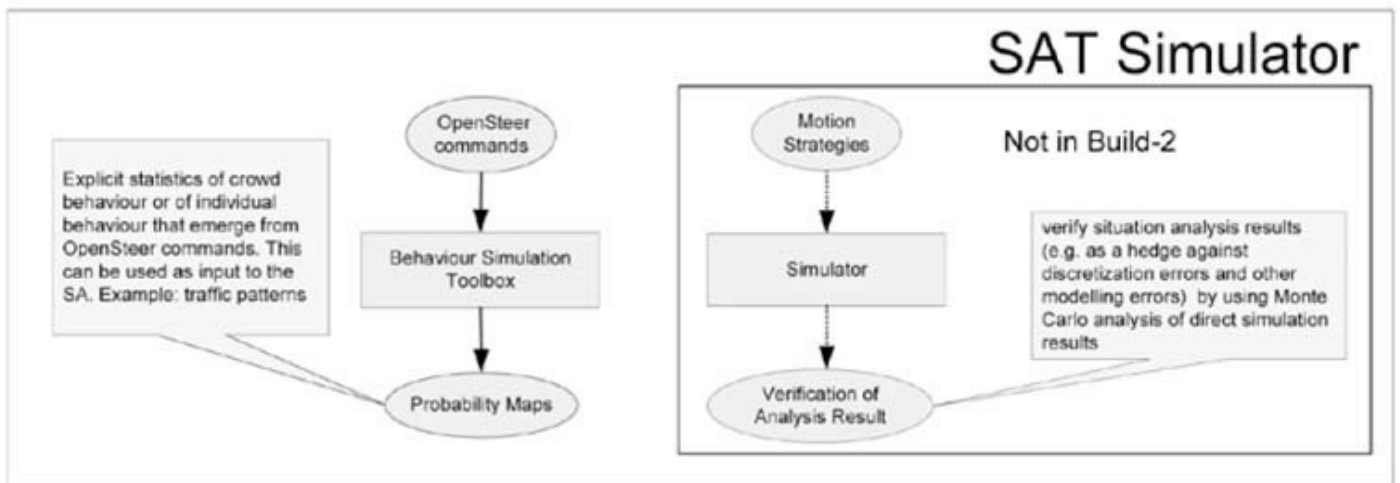 SAT Simulator
OpenSteer
commands
Explicit statistics of crowd
behaviour or of individual
behaviour that emerge from
OpenSteer commands. This
can be used as input to the
SA. Example: traffic patterns
Behaviour Simulation
Toolbox
Probability Maps
Motion
Strategies
Not in Build-2
Simulator
verify situation analysis results
(e.g. as a hedge against
discretization errors and other
modelling errors) by using Monte
Carlo analysis of direct simulation
results
Verification of
Analysis Result